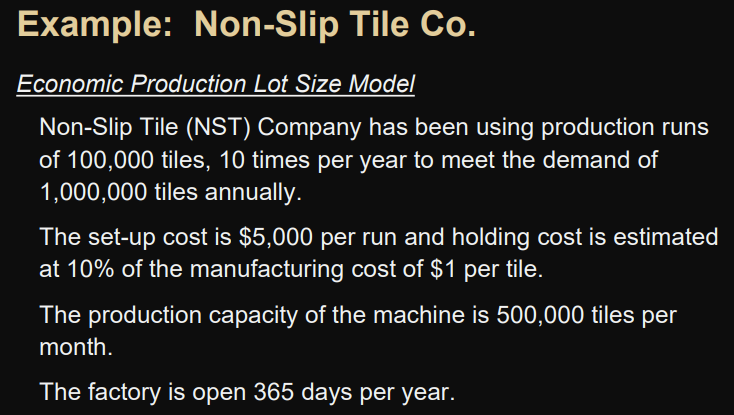 Example: Non-Slip Tile Co.
Economic Production Lot Size Model
Non-Slip Tile (NST) Company has been using production runs
of 100,000 tiles, 10 times per year to meet the demand of
1,000,000 tiles annually.
The set-up cost is $5,000 per run and holding cost is estimated
at 10% of the manufacturing cost of $1 per tile.
The production capacity of the machine is 500,000 tiles per
month.
The factory is open 365 days per year.